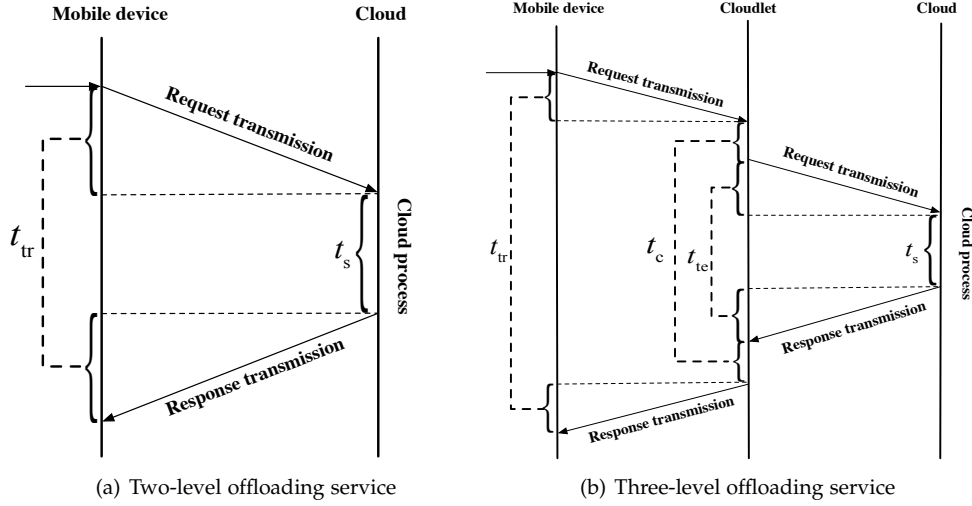 Mobile device
Cloud
Request transmission
t_tr
t_s
Cloud process
Response transmission
(a) Two-level offloading service
Mobile device
Cloudlet
Cloud
Request transmission
Request transmission
t_tr
t_c
t_te
t_s
Cloud process
Response transmission
Response transmission
(b) Three-level offloading service